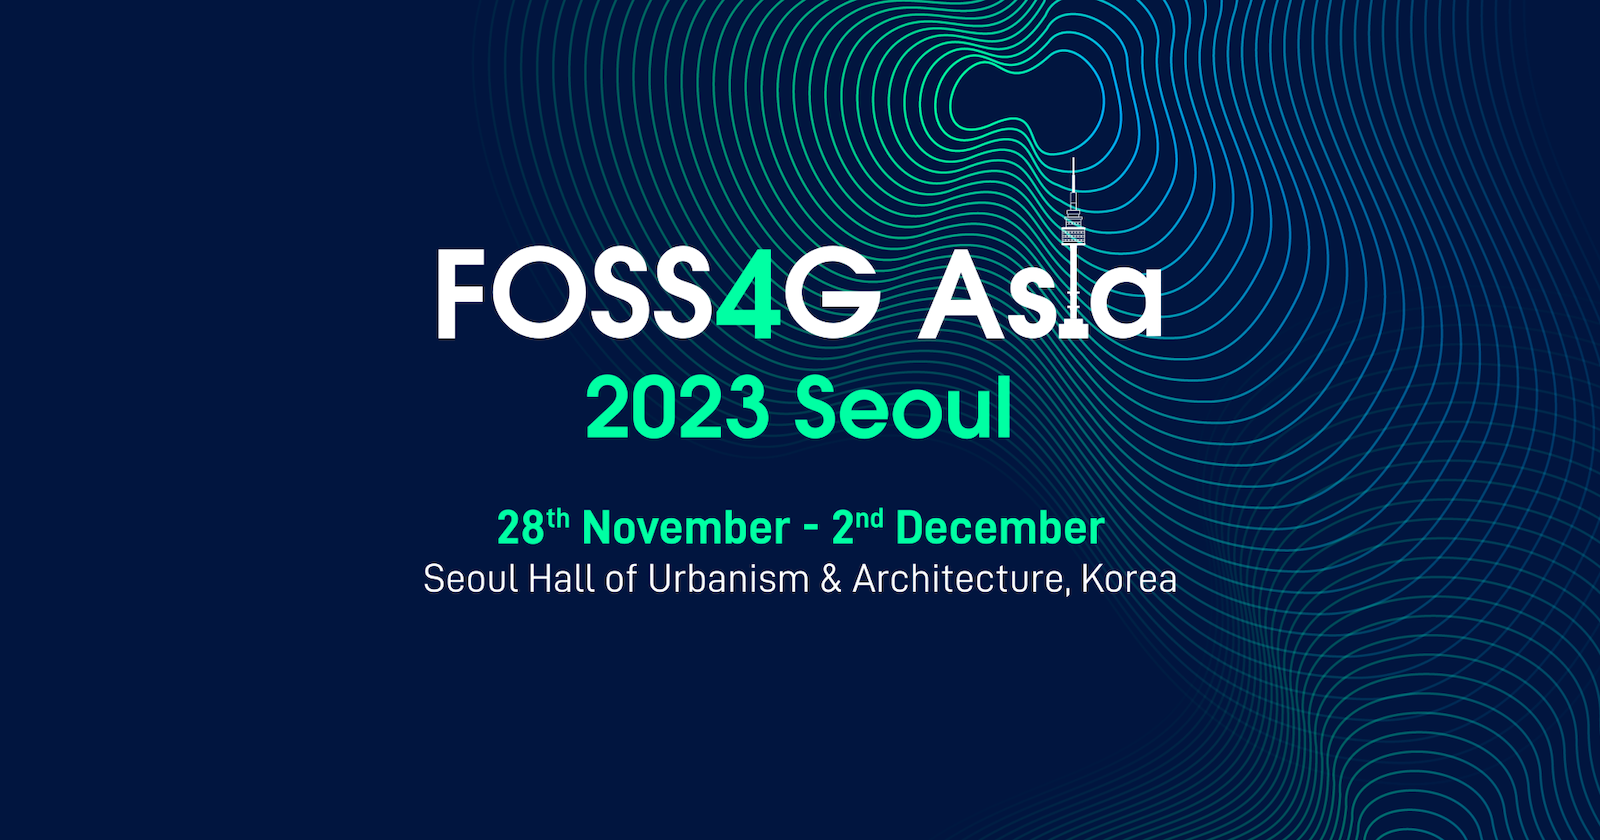 FOSS4G Asia
2023 Seoul
28th November - 2nd December
Seoul Hall of Urbanism & Architecture, Korea